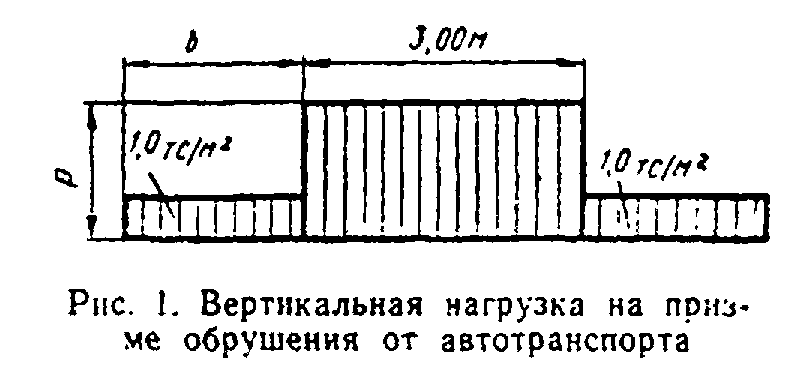 b
3,00м
1,0тс/м²
1,0тс/м²
р
Рис. 1. Вертикальная нагрузка на приз-
ме обрушения от автотранспорта